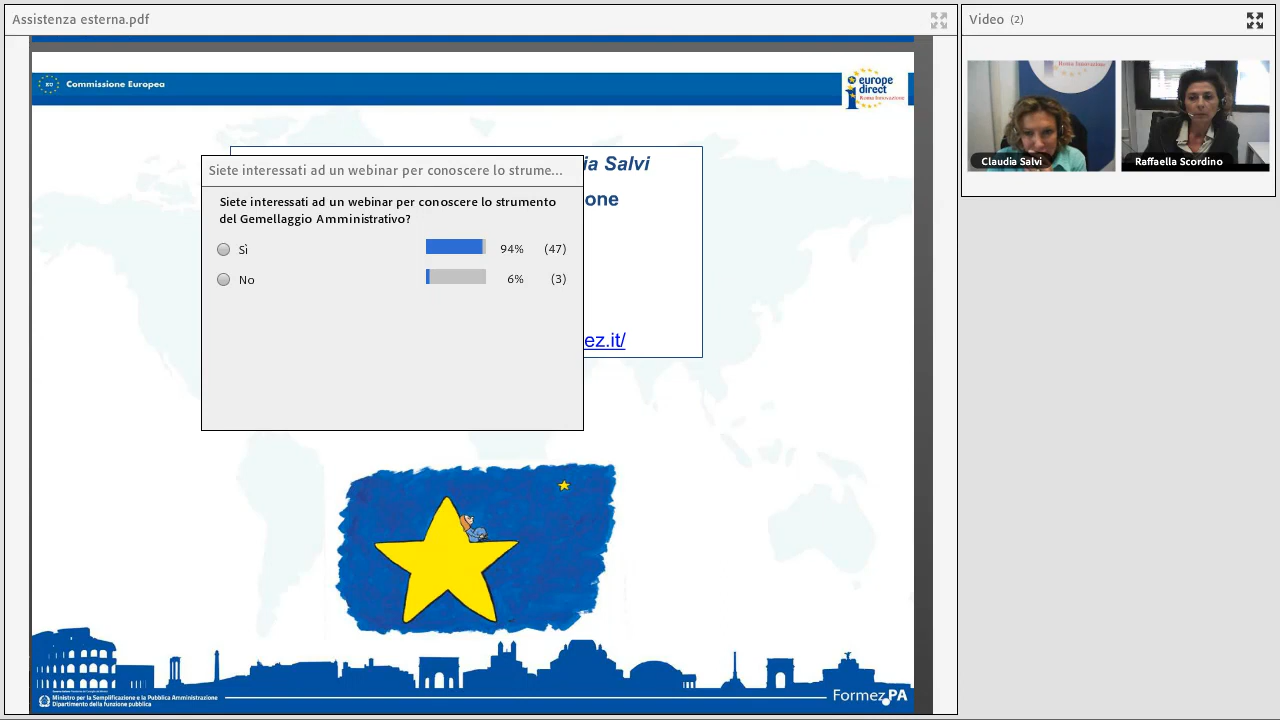 Assistenza esterna.pdf
Video (2)
EU
Commissione Europea
europe
direct
Roma Innovazione
Claudia Salvi
Raffaella Scordino
Siete interessati ad un webinar per conoscere lo strume...
Siete interessati ad un webinar per conoscere lo strumento
del Gemellaggio Amministrativo?
Sì 94% (47)
No 6% (3)
ia Salvi
one
ez.it/
Ministro per la Semplificazione e la Pubblica Amministrazione
Dipartimento della funzione pubblica
FormezPA